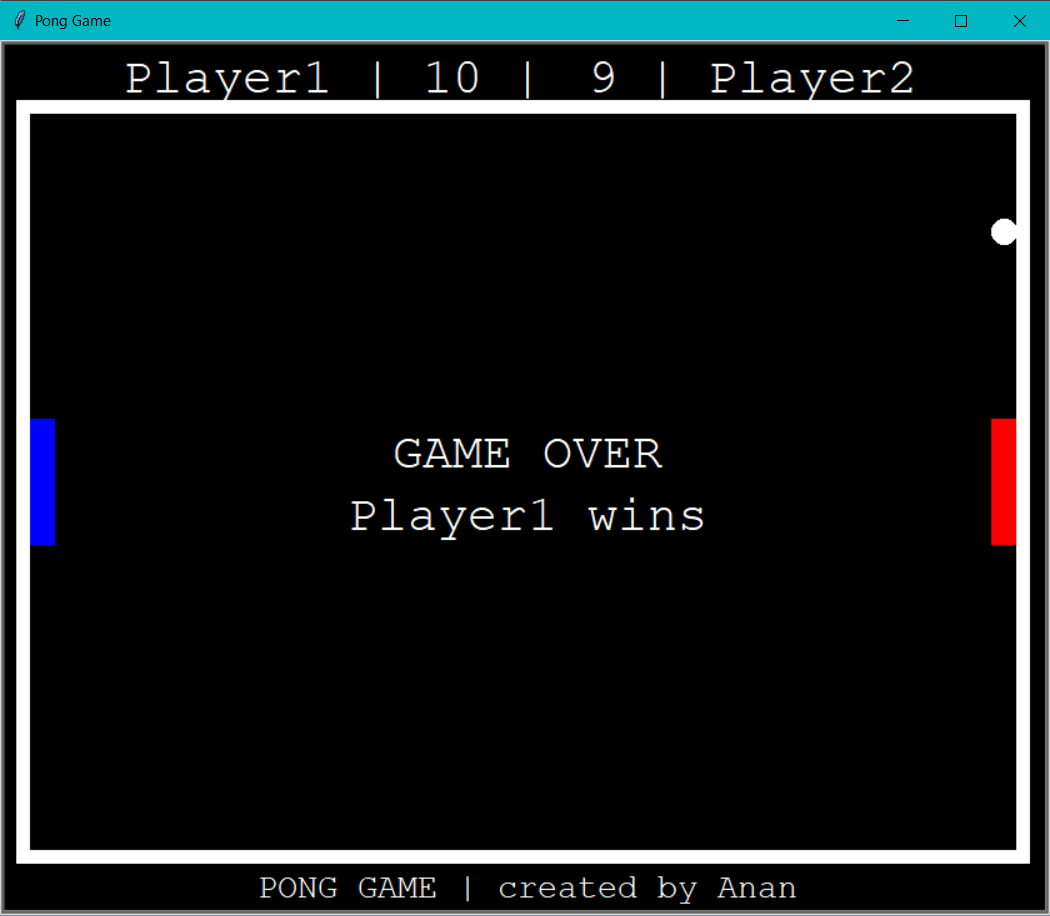 Pong Game
Player1 | 10 | 9 | Player2
GAME OVER
Player1 wins
PONG GAME | created by Anan